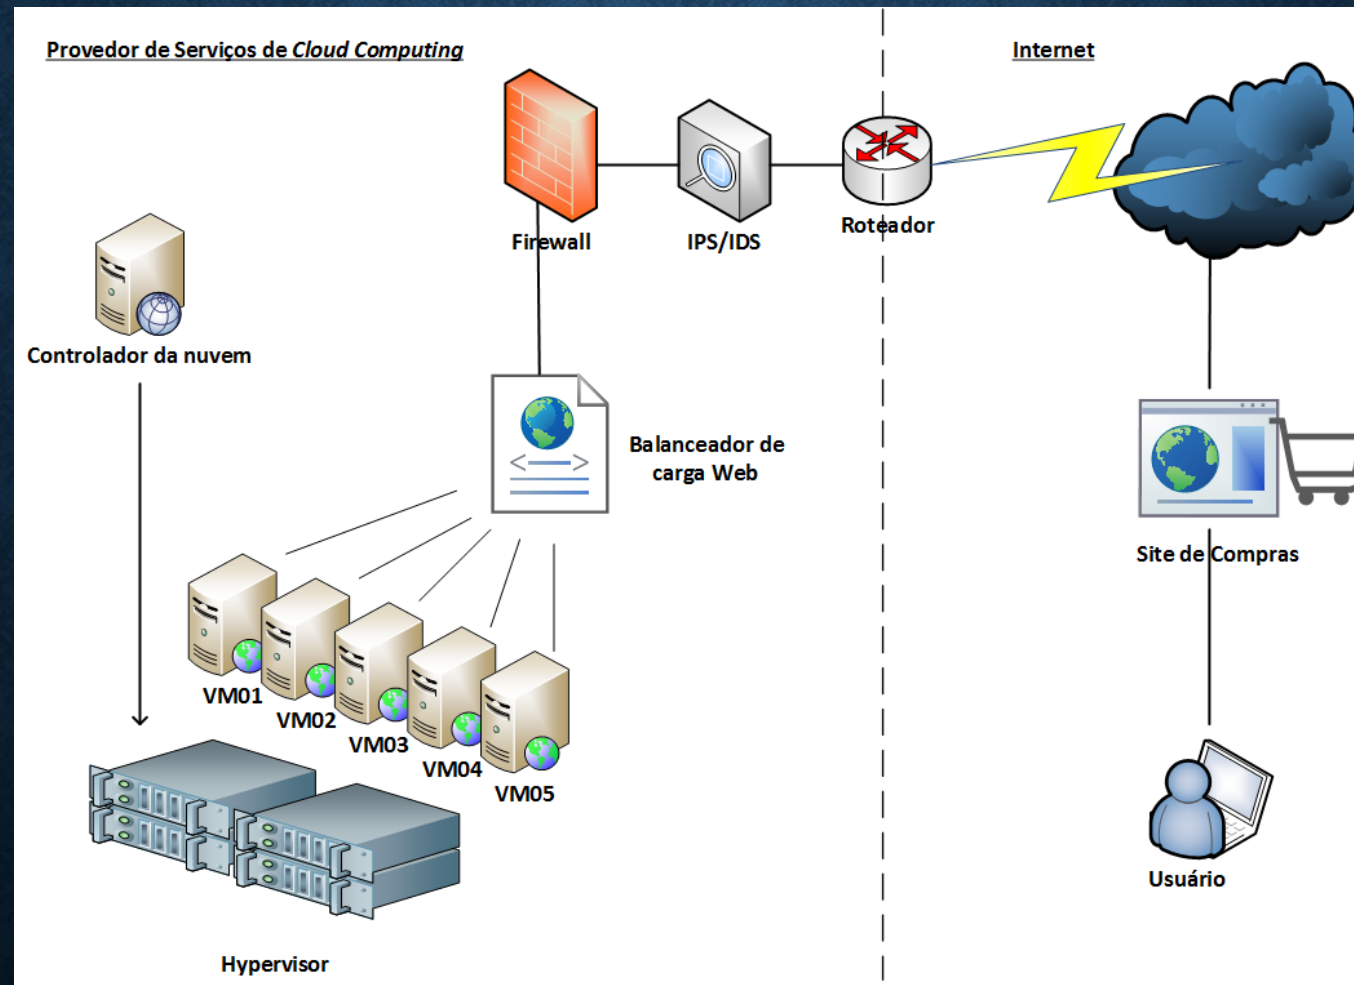 Provedor de Serviços de Cloud Computing
Internet
Firewall
IPS/IDS
Roteador
Controlador da nuvem
Balanceador de
carga Web
VM01
VM02
VM03
VM04
VM05
Site de Compras
Usuário
Hypervisor